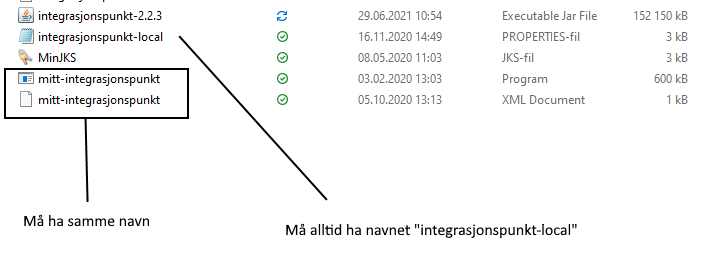 integrasjonspunkt-2.2.3 29.06.2021 10:54 Executable Jar File 152 150 kB
integrasjonspunkt-local 16.11.2020 14:49 PROPERTIES-fil 3 kB
MinJKS 08.05.2020 11:03 JKS-fil 3 kB
mitt-integrasjonspunkt 03.02.2020 13:03 Program 600 kB
mitt-integrasjonspunkt 05.10.2020 13:13 XML Document 1 kB
Må ha samme navn
Må alltid ha navnet "integrasjonspunkt-local"